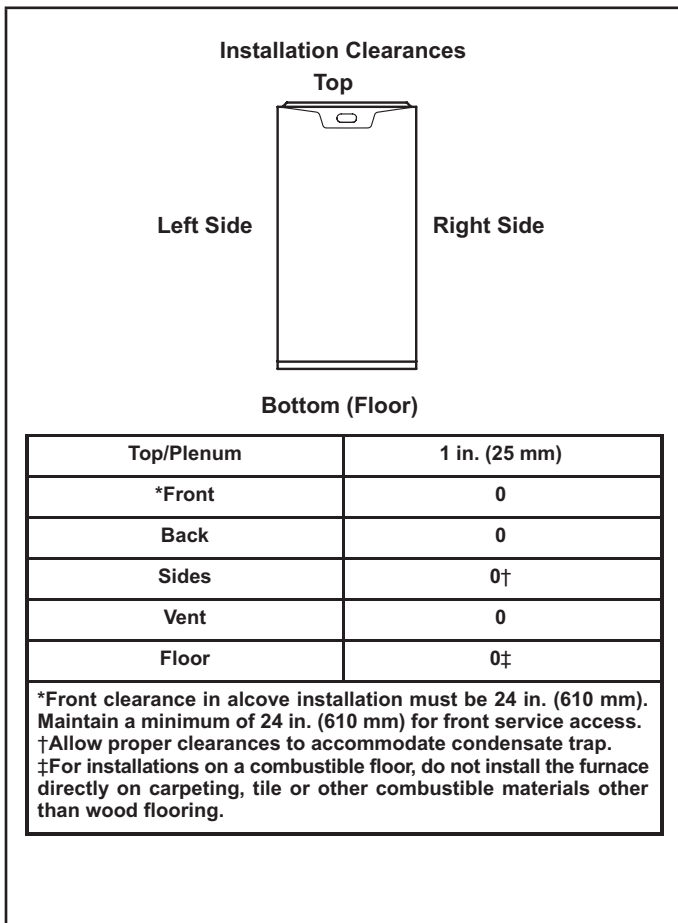 Installation Clearances
Top
Left Side
Right Side
Bottom (Floor)
Top/Plenum 1 in. (25 mm)
*Front 0
Back 0
Sides 0†
Vent 0
Floor 0‡
*Front clearance in alcove installation must be 24 in. (610 mm).
Maintain a minimum of 24 in. (610 mm) for front service access.
†Allow proper clearances to accommodate condensate trap.
‡For installations on a combustible floor, do not install the furnace
directly on carpeting, tile or other combustible materials other
than wood flooring.